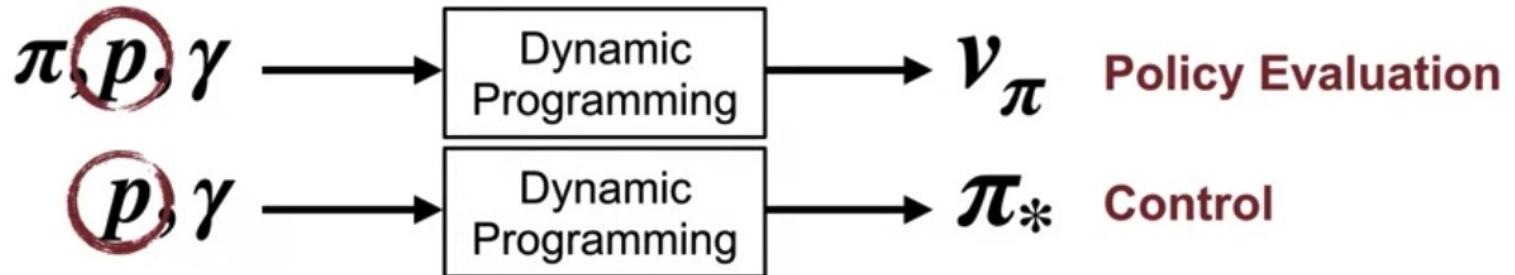 π, p, γ Dynamic Programming v_π Policy Evaluation
p, γ Dynamic Programming π_* Control